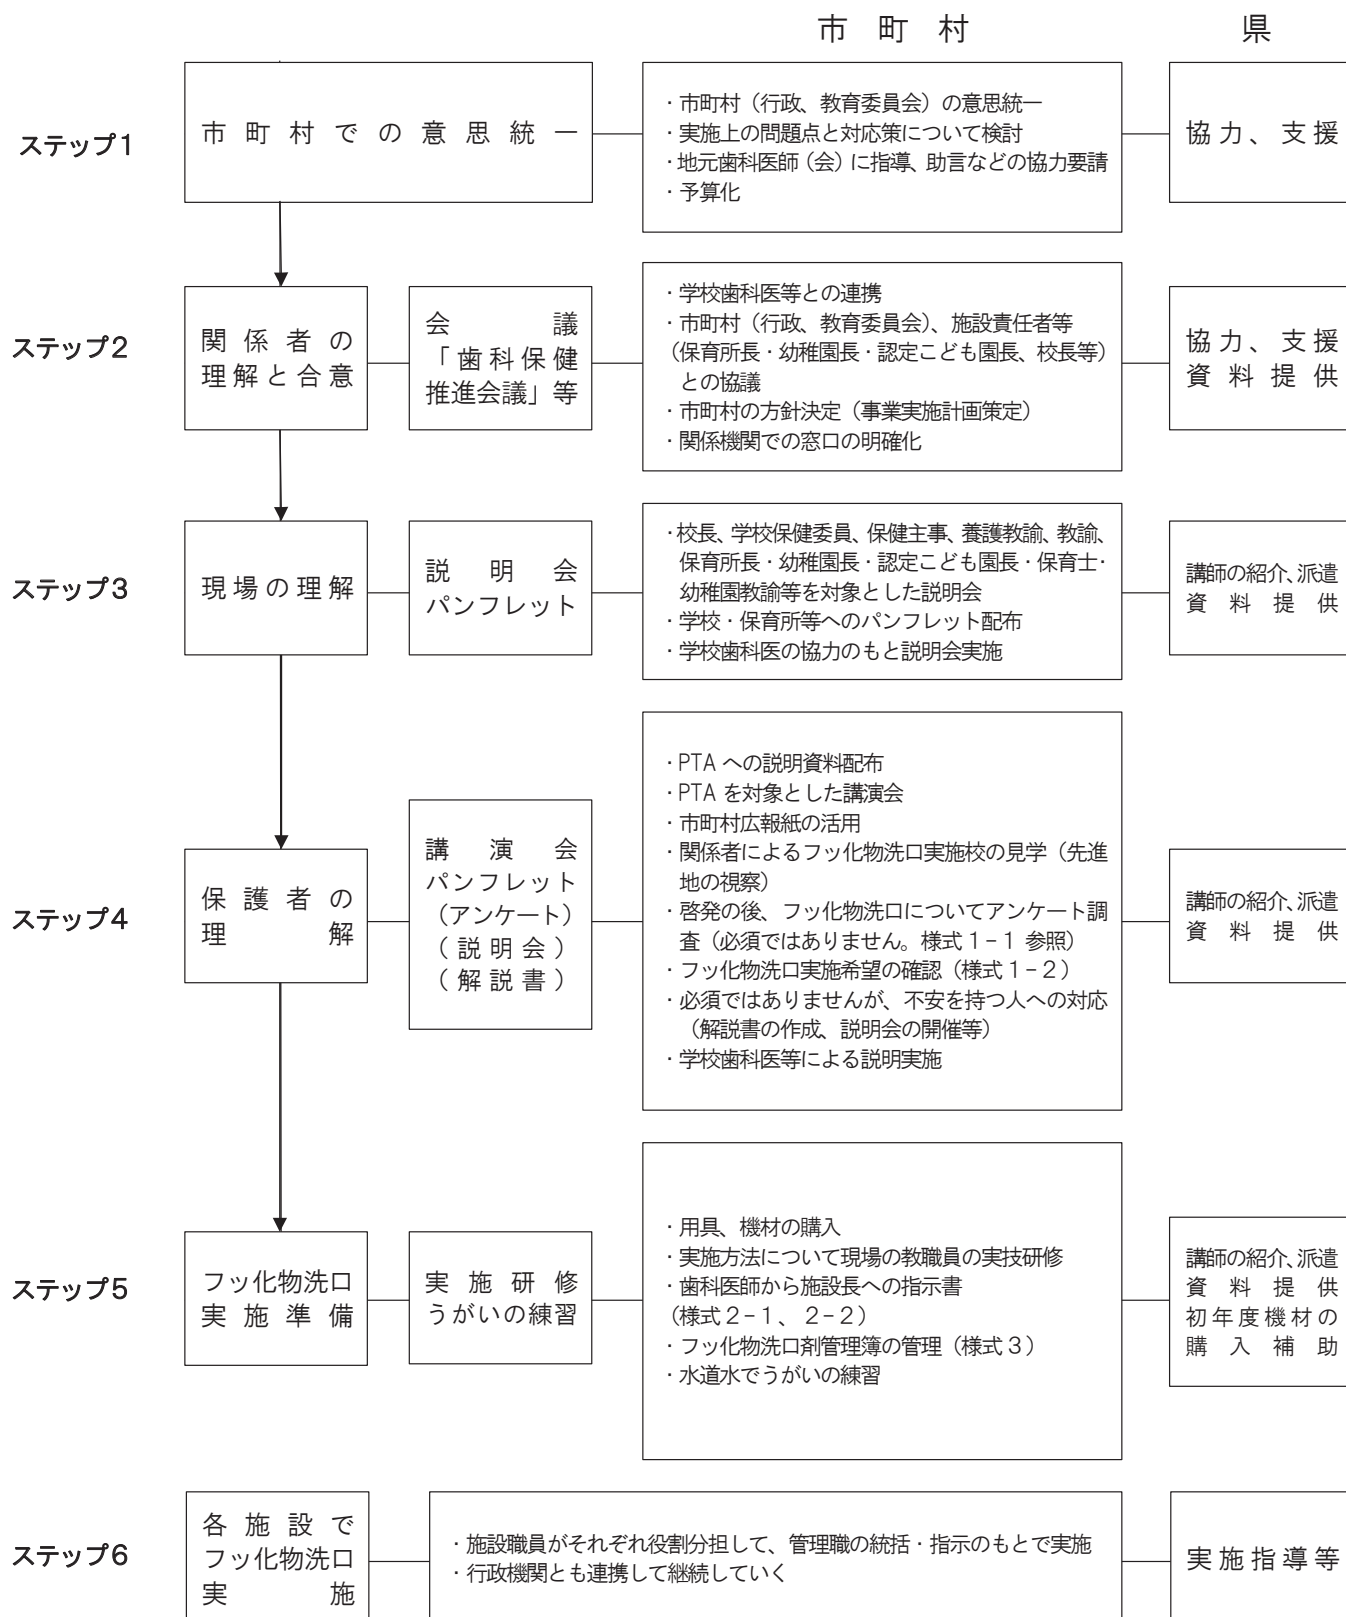 市町村
県
ステップ1
市町村での意思統一
・市町村（行政、教育委員会）の意思統一
・実施上の問題点と対応策について検討
・地元歯科医師（会）に指導、助言などの協力要請
・予算化
協力、支援
ステップ2
関係者の
理解と合意
会議
「歯科保健
推進会議」等
・学校歯科医等との連携
・市町村（行政、教育委員会）、施設責任者等
（保育所長・幼稚園長・認定こども園長、校長等）
との協議
・市町村の方針決定（事業実施計画策定）
・関係機関での窓口の明確化
協力、支援
資料提供
ステップ3
現場の理解
説明会
パンフレット
・校長、学校保健委員、保健主事、養護教諭、教諭、
保育所長・幼稚園長・認定こども園長・保育士・
幼稚園教諭等を対象とした説明会
・学校・保育所等へのパンフレット配布
・学校歯科医の協力のもと説明会実施
講師の紹介、派遣
資料提供
ステップ4
保護者の
理解
講演会
パンフレット
（アンケート）
（説明会）
（解説書）
・PTA への説明資料配布
・PTA を対象とした講演会
・市町村広報紙の活用
・関係者によるフッ化物洗口実施校の見学（先進
地の視察）
・啓発の後、フッ化物洗口についてアンケート調
査（必須ではありません。様式１−１ 参照）
・フッ化物洗口実施希望の確認（様式１−２）
・必須ではありませんが、不安を持つ人への対応
（解説書の作成、説明会の開催等）
・学校歯科医等による説明実施
講師の紹介、派遣
資料提供
ステップ5
フッ化物洗口
実施準備
実施研修
うがいの練習
・用具、機材の購入
・実施方法について現場の教職員の実技研修
・歯科医師から施設長への指示書
（様式２−１、２−２）
・フッ化物洗口剤管理簿の管理（様式３）
・水道水でうがいの練習
講師の紹介、派遣
資料提供
初年度機材の
購入補助
ステップ6
各施設で
フッ化物洗口
実施
・施設職員がそれぞれ役割分担して、管理職の統括・指示のもとで実施
・行政機関とも連携して継続していく
実施指導等